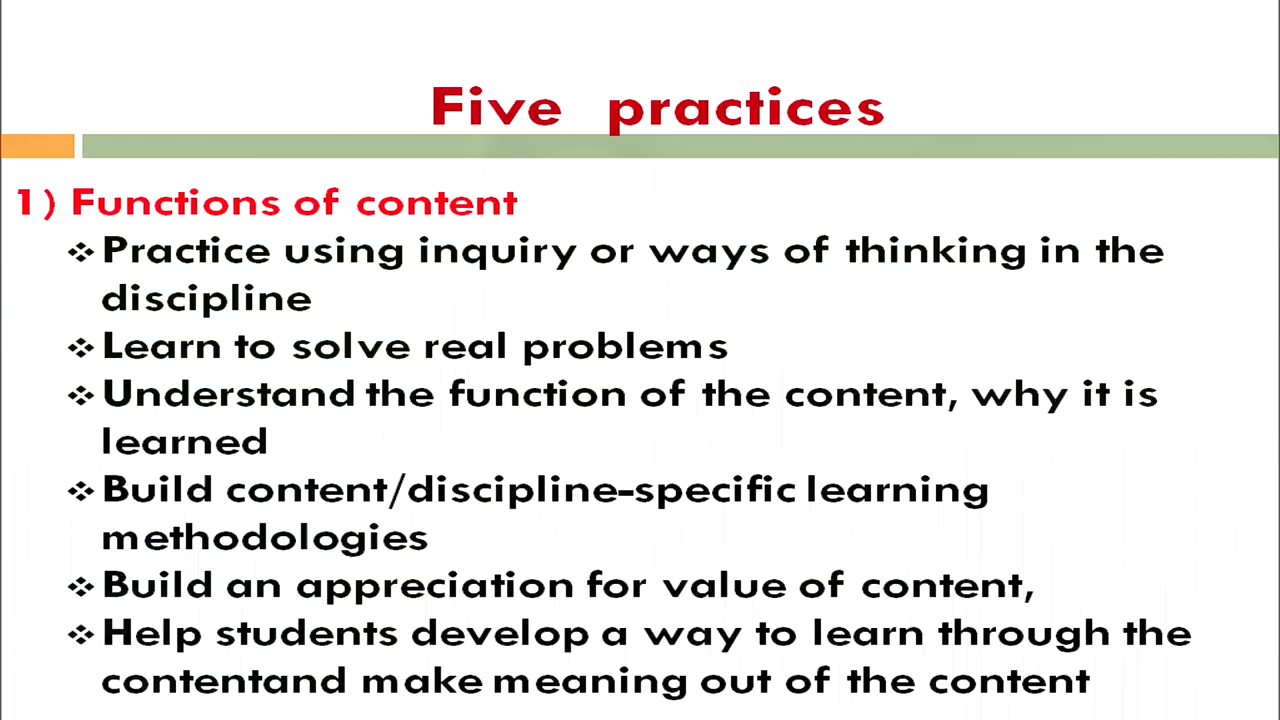 Five practices
1) Functions of content
❖Practice using inquiry or ways of thinking in the
discipline
❖Learn to solve real problems
❖Understand the function of the content, why it is
learned
❖Build content/discipline-specific learning
methodologies
❖Build an appreciation for value of content,
❖Help students develop a way to learn through the
contentand make meaning out of the content